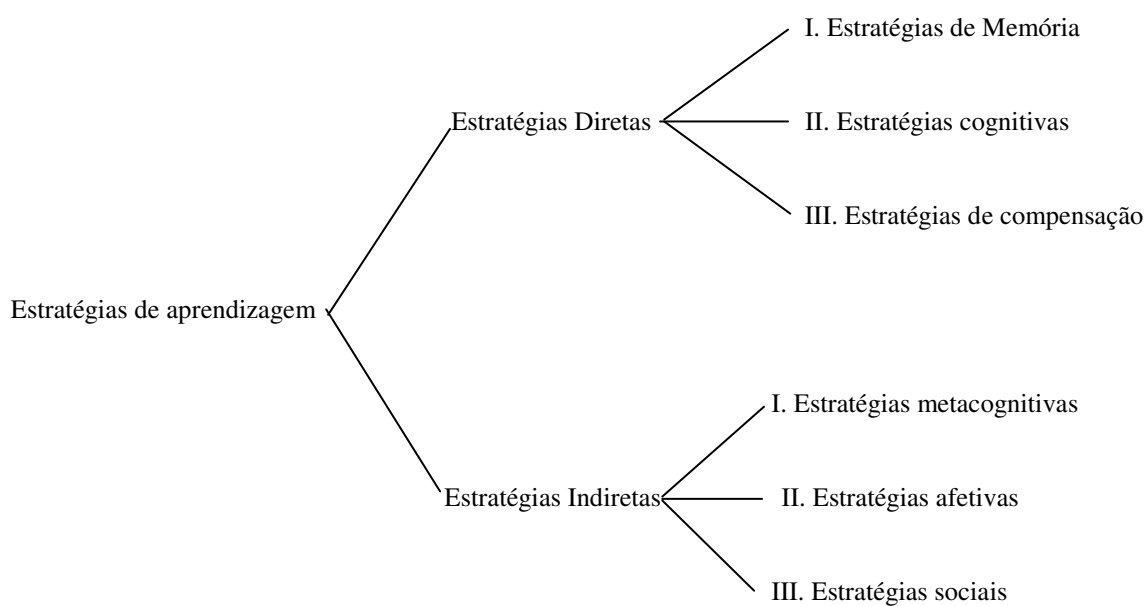 I. Estratégias de Memória
Estratégias Diretas
II. Estratégias cognitivas
III. Estratégias de compensação
Estratégias de aprendizagem
I. Estratégias metacognitivas
Estratégias Indiretas
II. Estratégias afetivas
III. Estratégias sociais